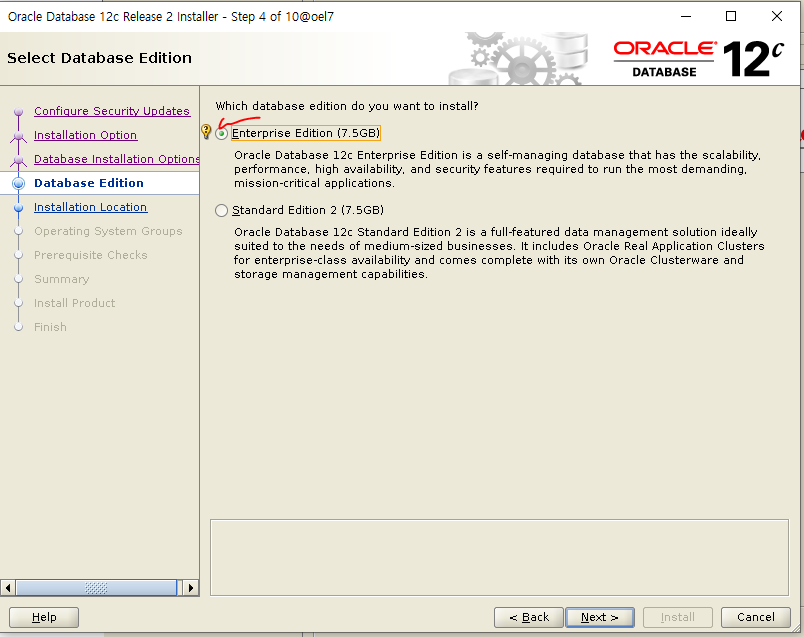 Oracle Database 12c Release 2 Installer - Step 4 of 10@oel7
Select Database Edition
ORACLE
DATABASE
12c
Configure Security Updates
Installation Option
Database Installation Options
Database Edition
Installation Location
Operating System Groups
Prerequisite Checks
Summary
Install Product
Finish
Which database edition do you want to install?
Enterprise Edition (7.5GB)
Oracle Database 12c Enterprise Edition is a self-managing database that has the scalability,
performance, high availability, and security features required to run the most demanding,
mission-critical applications.
Standard Edition 2 (7.5GB)
Oracle Database 12c Standard Edition 2 is a full-featured data management solution ideally
suited to the needs of medium-sized businesses. It includes Oracle Real Application Clusters
for enterprise-class availability and comes complete with its own Oracle Clusterware and
storage management capabilities.
Help
< Back
Next >
Install
Cancel